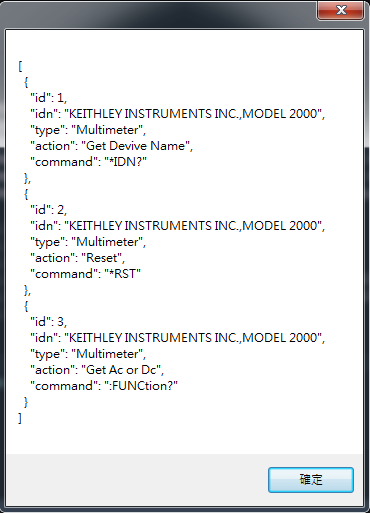 [
  {
    "id": 1,
    "idn": "KEITHLEY INSTRUMENTS INC.,MODEL 2000",
    "type": "Multimeter",
    "action": "Get Devive Name",
    "command": "*IDN?"
  },
  {
    "id": 2,
    "idn": "KEITHLEY INSTRUMENTS INC.,MODEL 2000",
    "type": "Multimeter",
    "action": "Reset",
    "command": "*RST"
  },
  {
    "id": 3,
    "idn": "KEITHLEY INSTRUMENTS INC.,MODEL 2000",
    "type": "Multimeter",
    "action": "Get Ac or Dc",
    "command": ":FUNCtion?"
  }
]
確定